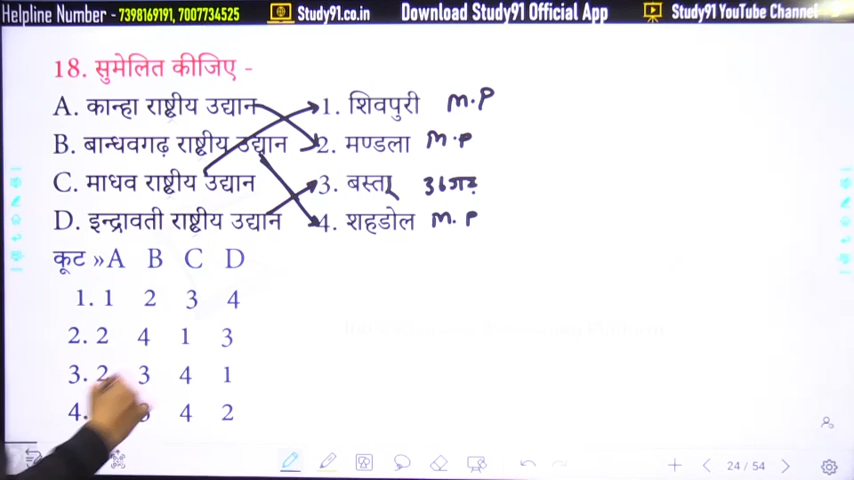 Helpline Number - 7398169191, 7007734525 Study91.co.in Download Study91 Official App Study91 YouTube Channel
18. सुमेलित कीजिए -
A. कान्हा राष्ट्रीय उद्यान 1. शिवपुरी M.P
B. बान्धवगढ़ राष्ट्रीय उद्यान 2. मण्डला M.P
C. माधव राष्ट्रीय उद्यान 3. बस्तर 36गढ़
D. इन्द्रावती राष्ट्रीय उद्यान 4. शहडोल M.P
कूट »A B C D
1. 1 2 3 4
2. 2 4 1 3
3. 2 3 4 1
4. 4 2
24 / 54